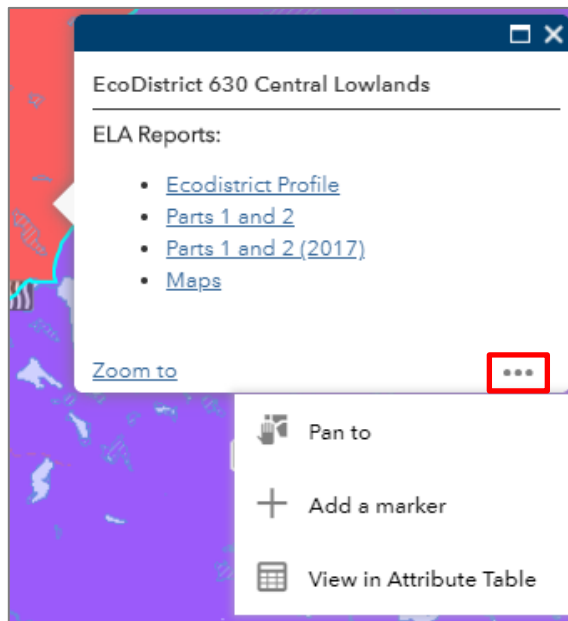 EcoDistrict 630 Central Lowlands
ELA Reports:
• Ecodistrict Profile
• Parts 1 and 2
• Parts 1 and 2 (2017)
• Maps
Zoom to
Pan to
Add a marker
View in Attribute Table